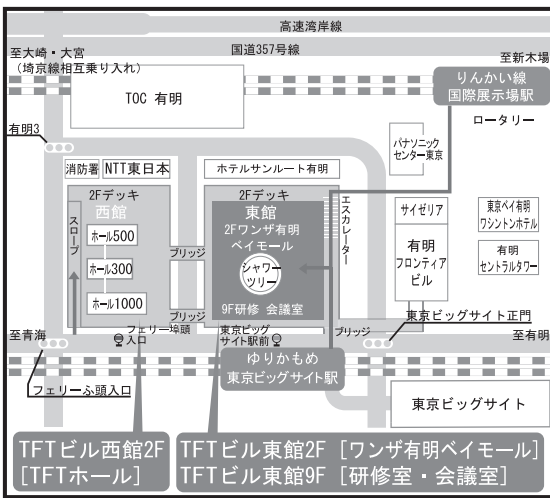 高速湾岸線
国道357号線
至大崎・大宮
（埼京線相互乗り入れ）
至新木場
TOC 有明
りんかい線
国際展示場駅
ロータリー
有明3
パナソニック
センター東京
消防署
NTT東日本
ホテルサンルート有明
2Fデッキ
西館
スロープ
ホール500
ホール300
ホール1000
ブリッジ
ブリッジ
2Fデッキ
東館
2Fワンザ有明
ベイモール
シャワー
ツリー
9F研修 会議室
エスカレーター
サイゼリア
有明
フロンティア
ビル
東京ベイ有明
ワシントンホテル
有明
セントラルタワー
東京ビッグサイト正門
至青海
フェリー埠頭
入口
東京ビッグ
サイト駅前
ブリッジ
至有明
ゆりかもめ
東京ビッグサイト駅
フェリーふ頭入口
東京ビッグサイト
TFTビル西館2F
[TFTホール]
TFTビル東館2F [ワンザ有明ベイモール]
TFTビル東館9F [研修室・会議室]